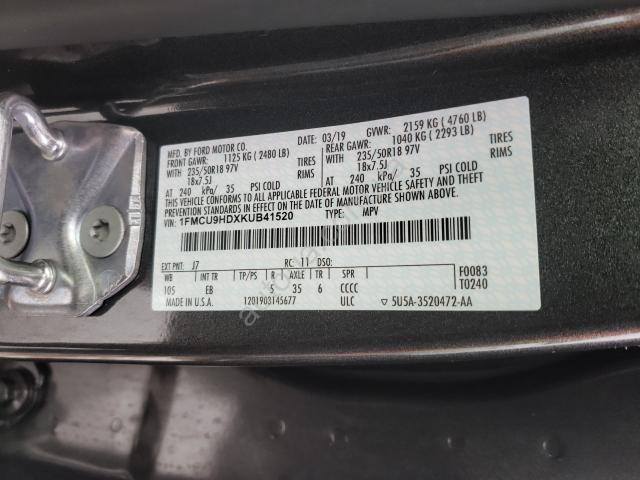 MFD. BY FORD MOTOR CO. 03/19 GVWR: 2159 KG ( 4760 LB)
FRONT GAWR: 1125 KG ( 2480 LB) REAR GAWR: 1040 KG ( 2293 LB)
WITH 235/50R18 97V TIRES WITH 235/50R18 97V TIRES
18x7.5J RIMS 18x7.5J RIMS
AT 240 kPa/ 35 PSI COLD AT 240 kPa/ 35 PSI COLD
THIS VEHICLE CONFORMS TO ALL APPLICABLE FEDERAL MOTOR VEHICLE SAFETY AND THEFT
PREVENTION STANDARDS IN EFFECT ON THE DATE OF MANUFACTURE SHOWN ABOVE.
VIN: 1FMCU9HDXKUB41520 TYPE: MPV
EXT PNT: J7 RC: 11 DSO:
WB INT TR TP/PS R AXLE TR SPR F0083
105 EB 5 35 6 CCCC T0240
MADE IN U.S.A. 1201903145677 ULC ▽ 5U5A-3520472-AA